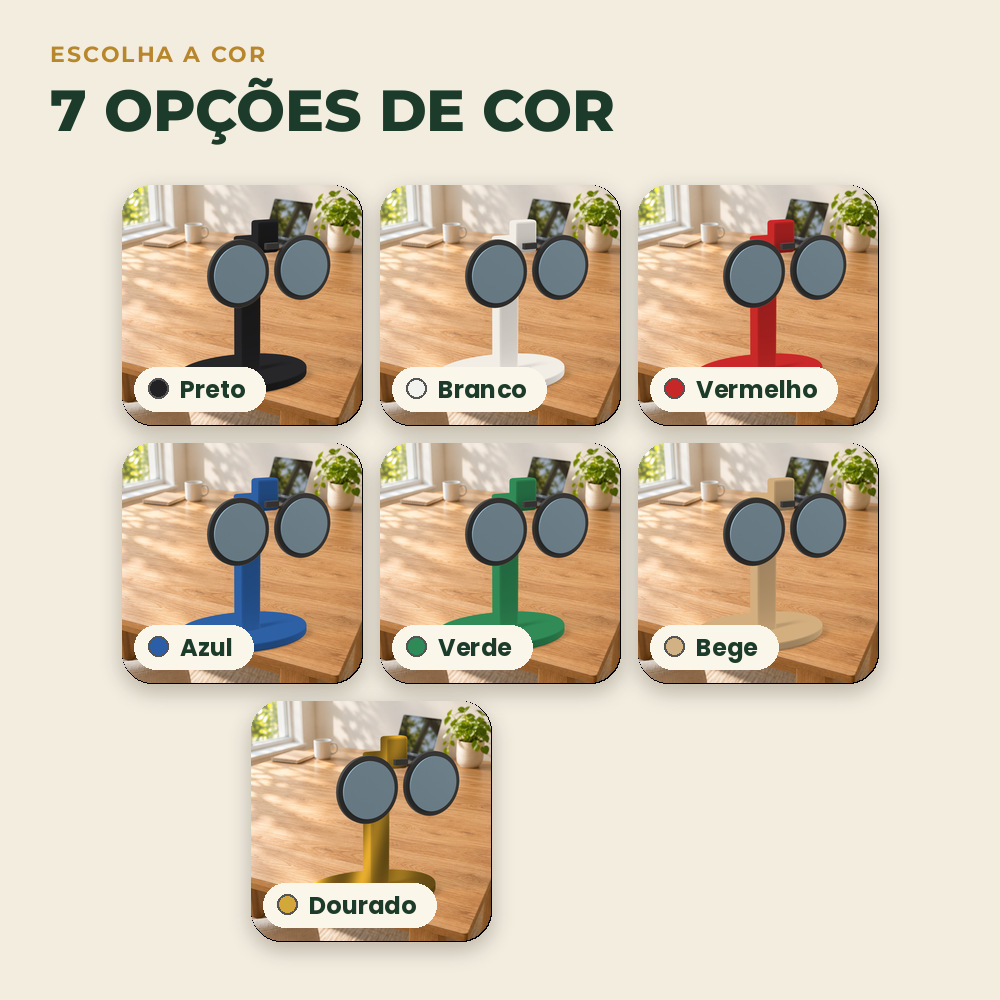 ESCOLHA A COR
7 OPÇÕES DE COR
Preto
Branco
Vermelho
Azul
Verde
Bege
Dourado